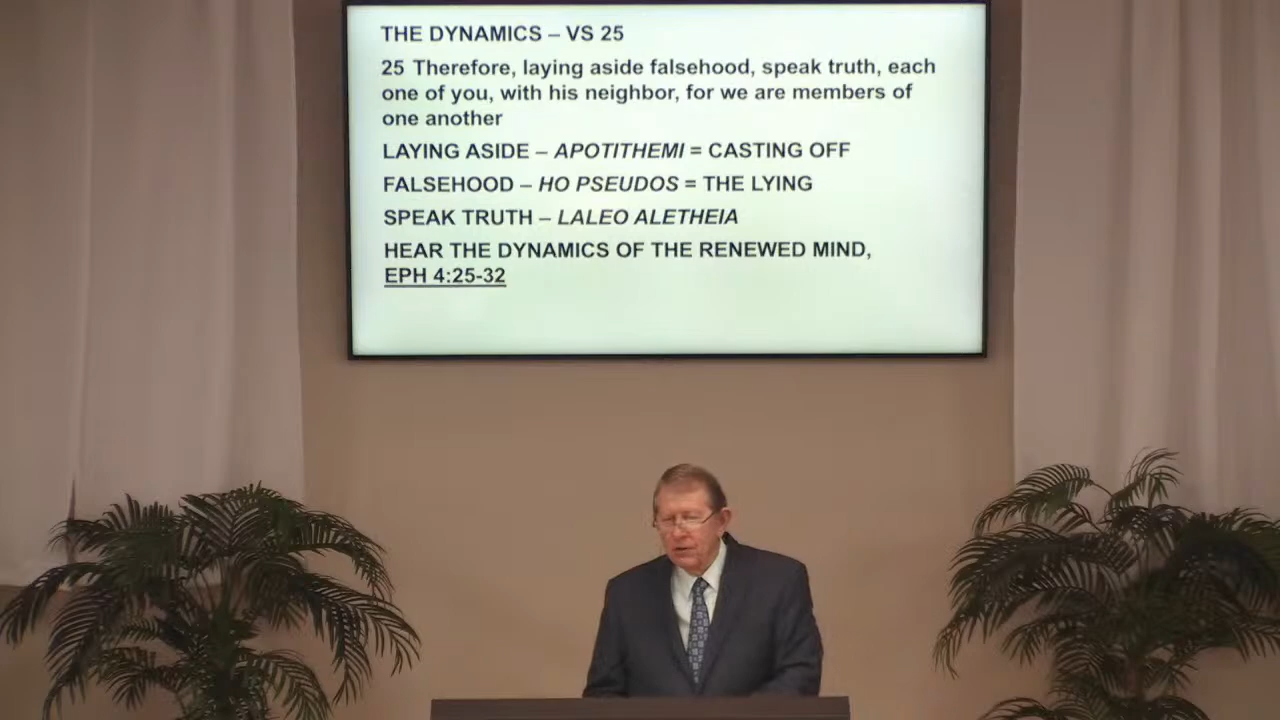 THE DYNAMICS – VS 25
25 Therefore, laying aside falsehood, speak truth, each
one of you, with his neighbor, for we are members of
one another
LAYING ASIDE – APOTITHEMI = CASTING OFF
FALSEHOOD – HO PSEUDOS = THE LYING
SPEAK TRUTH – LALEO ALETHEIA
HEAR THE DYNAMICS OF THE RENEWED MIND,
EPH 4:25-32